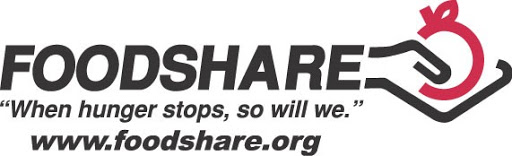 FOODSHARE
“When hunger stops, so will we.”
www.foodshare.org